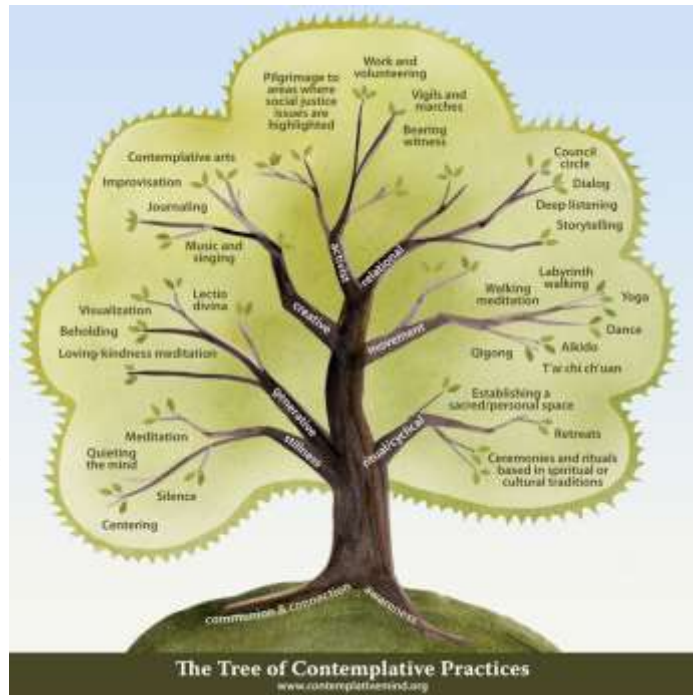 Work and
volunteering
Pilgrimage to
areas where
social justice
issues are
highlighted
Vigils and
marches
Bearing
witness
Contemplative arts
Improvisation
Journaling
Music and
singing
Council
circle
Dialog
Deep listening
Storytelling
activist
relational
creative
movement
Visualization
Lectio
divina
Beholding
Loving-kindness meditation
Walking
meditation
Labyrinth
walking
Yoga
Dance
Aikido
Qigong
T'ai chi ch'uan
generative
stillness
ritual/cyclical
Meditation
Quieting
the mind
Silence
Centering
Establishing a
sacred/personal space
Retreats
Ceremonies and rituals
based in spiritual or
cultural traditions
communion & connection
awareness
The Tree of Contemplative Practices
www.contemplativemind.org